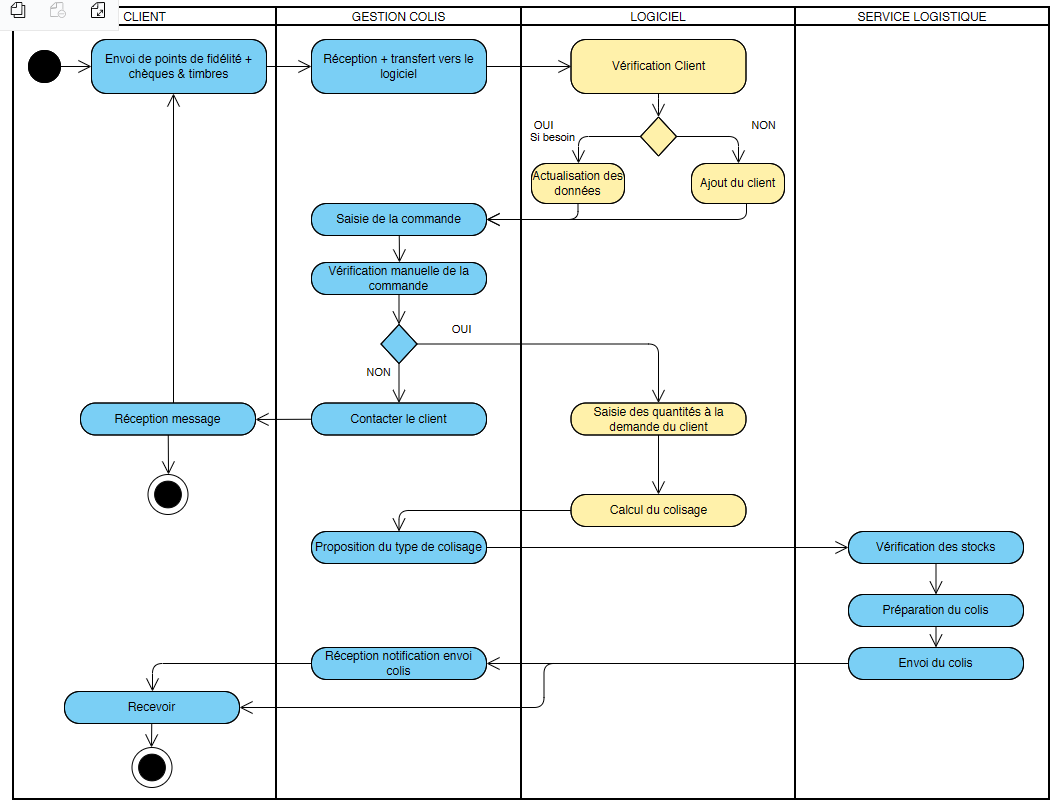 CLIENT
GESTION COLIS
LOGICIEL
SERVICE LOGISTIQUE
Envoi de points de fidélité +
chèques & timbres
Réception + transfert vers le
logiciel
Vérification Client
OUI
Si besoin
NON
Actualisation des
données
Ajout du client
Saisie de la commande
Vérification manuelle de la
commande
OUI
NON
Réception message
Contacter le client
Saisie des quantités à la
demande du client
Calcul du colisage
Proposition du type de colisage
Vérification des stocks
Préparation du colis
Réception notification envoi
colis
Envoi du colis
Recevoir